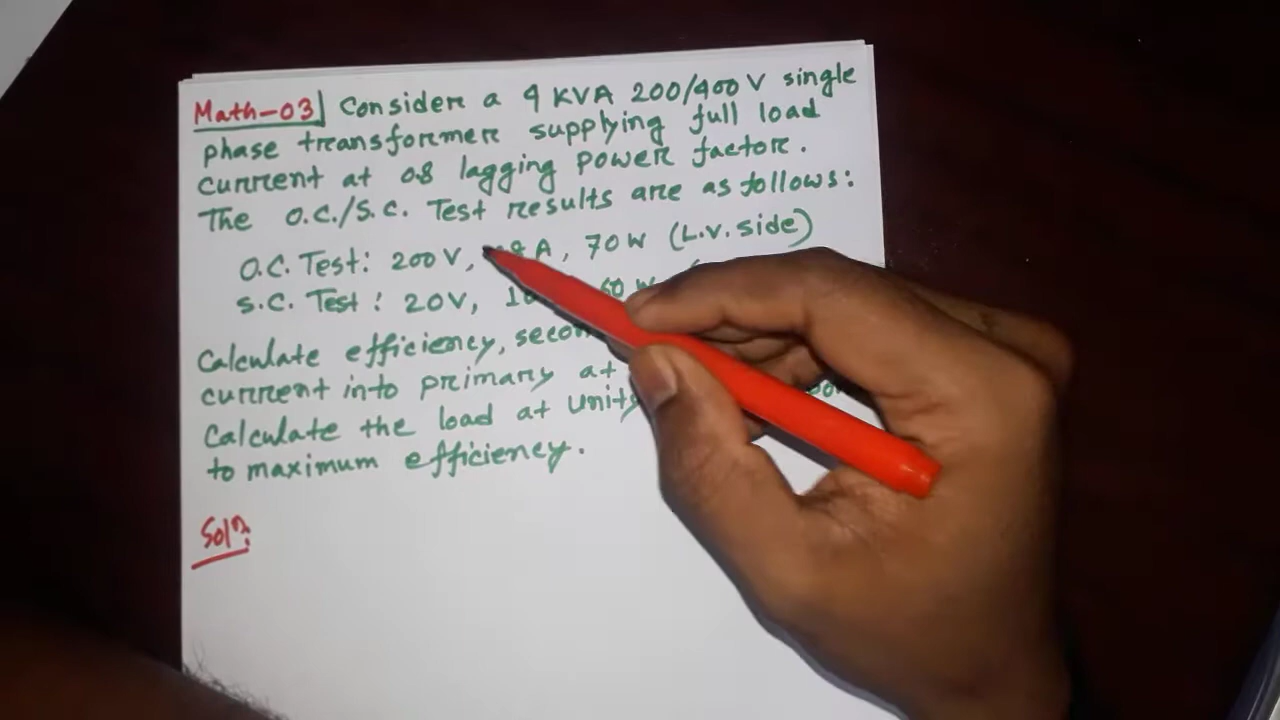 Math-03 Consider a 4 KVA 200/400 V single
phase transformer supplying full load
current at 0.8 lagging power factor.
The O.C./S.C. Test results are as follows:
O.C. Test: 200 V, A, 70 W (L.V. side)
S.C. Test: 20V, 60 W
Calculate efficiency,
current into primary at
Calculate the load at unity
to maximum efficiency.
Solⁿ: